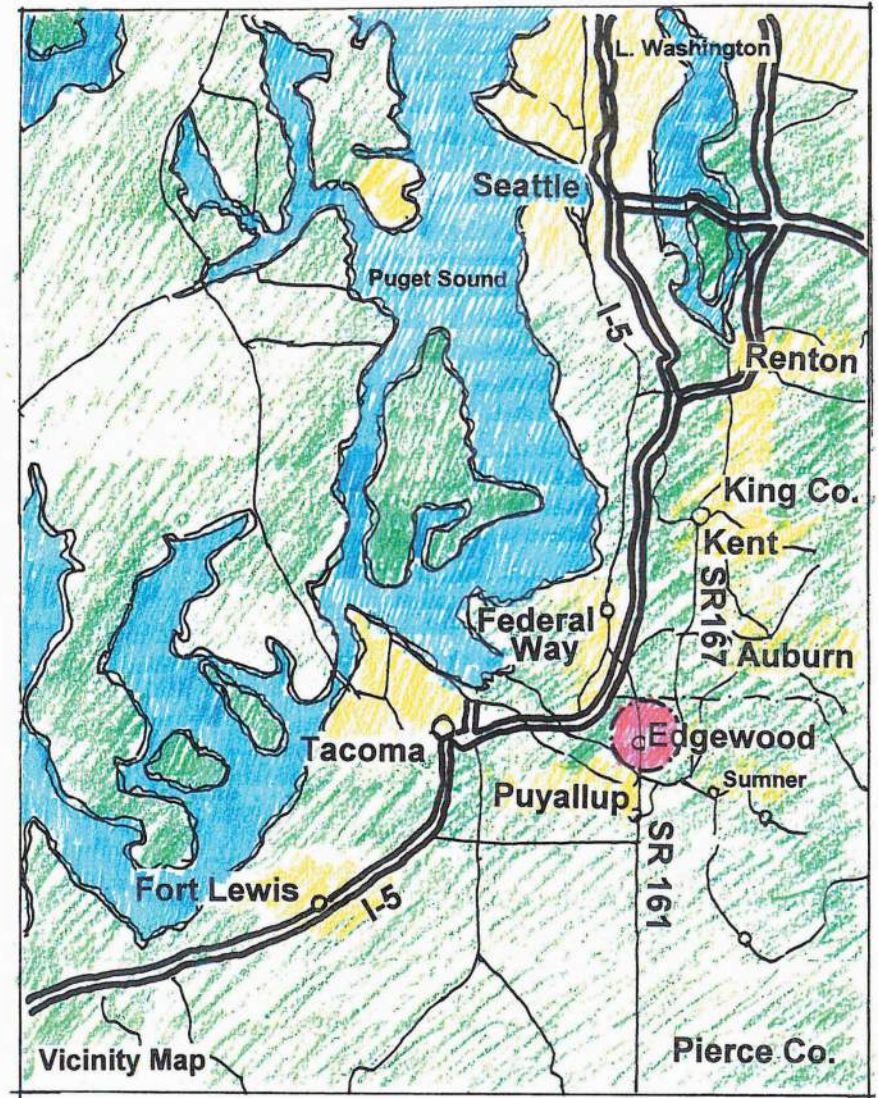 L. Washington
Seattle
Puget Sound
I-5
Renton
King Co.
Kent
SR167
Federal
Way
Auburn
Edgewood
Tacoma
Sumner
Puyallup
SR 161
Fort Lewis
I-5
Pierce Co.
Vicinity Map